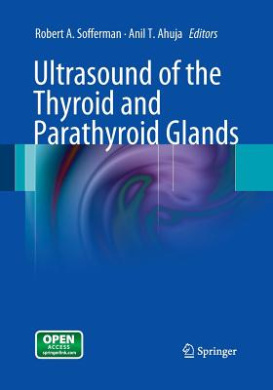 Robert A. Sofferman · Anil T. Ahuja Editors
Ultrasound of the
Thyroid and
Parathyroid Glands
OPEN
ACCESS
springerlink.com
Springer